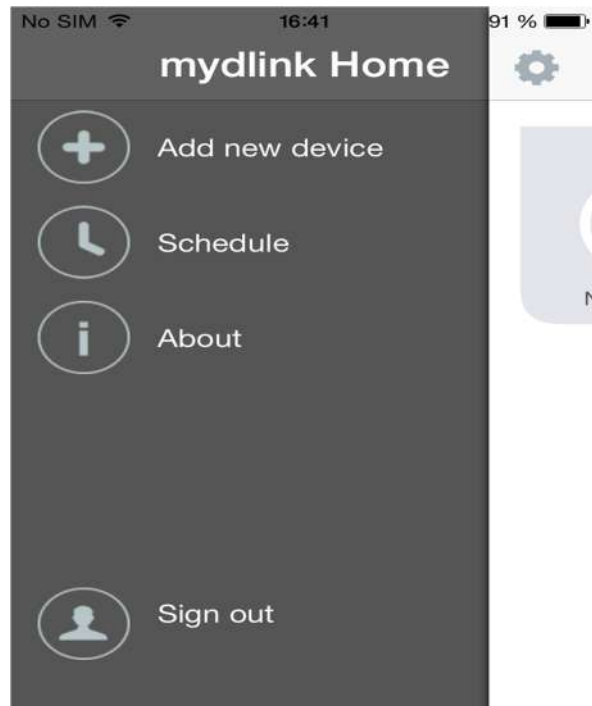 No SIM 16:41 91 %
mydlink Home
Add new device
Schedule
About
N
Sign out